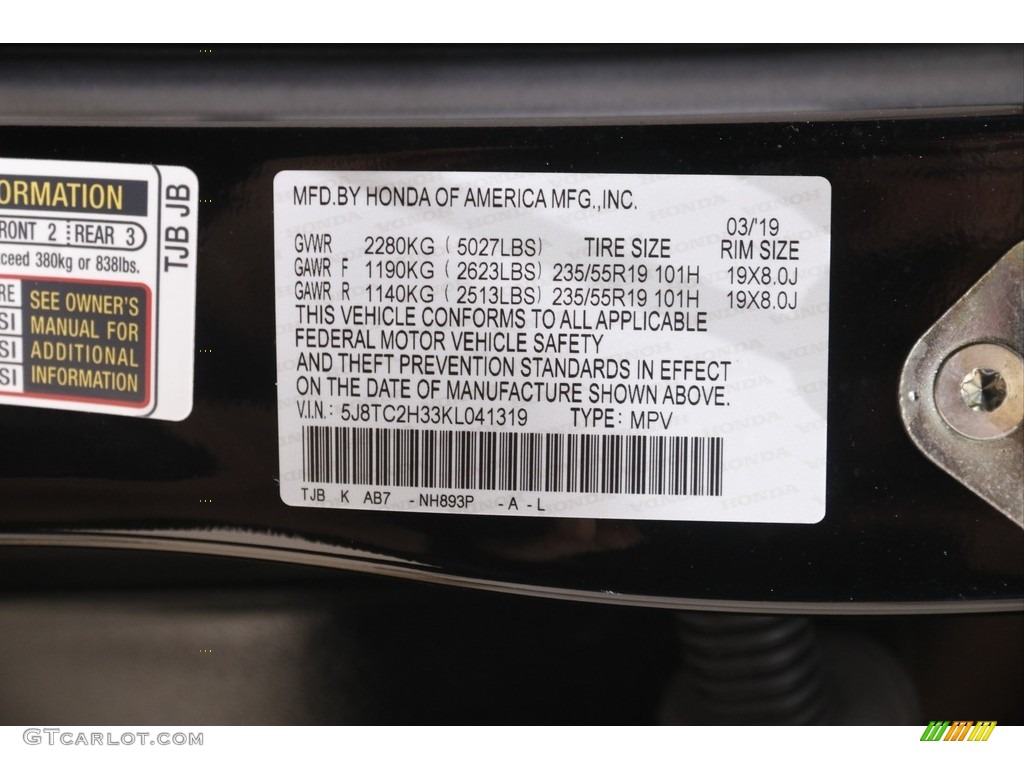 ORMATION
RONT 2 REAR 3
ceed 380kg or 838lbs.
RE
SI
SI
SI
SEE OWNER'S
MANUAL FOR
ADDITIONAL
INFORMATION
TJB JB
MFD.BY HONDA OF AMERICA MFG.,INC.
03/19
GVWR 2280KG (5027LBS) TIRE SIZE RIM SIZE
GAWR F 1190KG (2623LBS) 235/55R19 101H 19X8.0J
GAWR R 1140KG (2513LBS) 235/55R19 101H 19X8.0J
THIS VEHICLE CONFORMS TO ALL APPLICABLE
FEDERAL MOTOR VEHICLE SAFETY
AND THEFT PREVENTION STANDARDS IN EFFECT
ON THE DATE OF MANUFACTURE SHOWN ABOVE.
V.I.N.: 5J8TC2H33KL041319 TYPE: MPV
TJB K AB7 -NH893P -A -L
GTCARLOT.COM